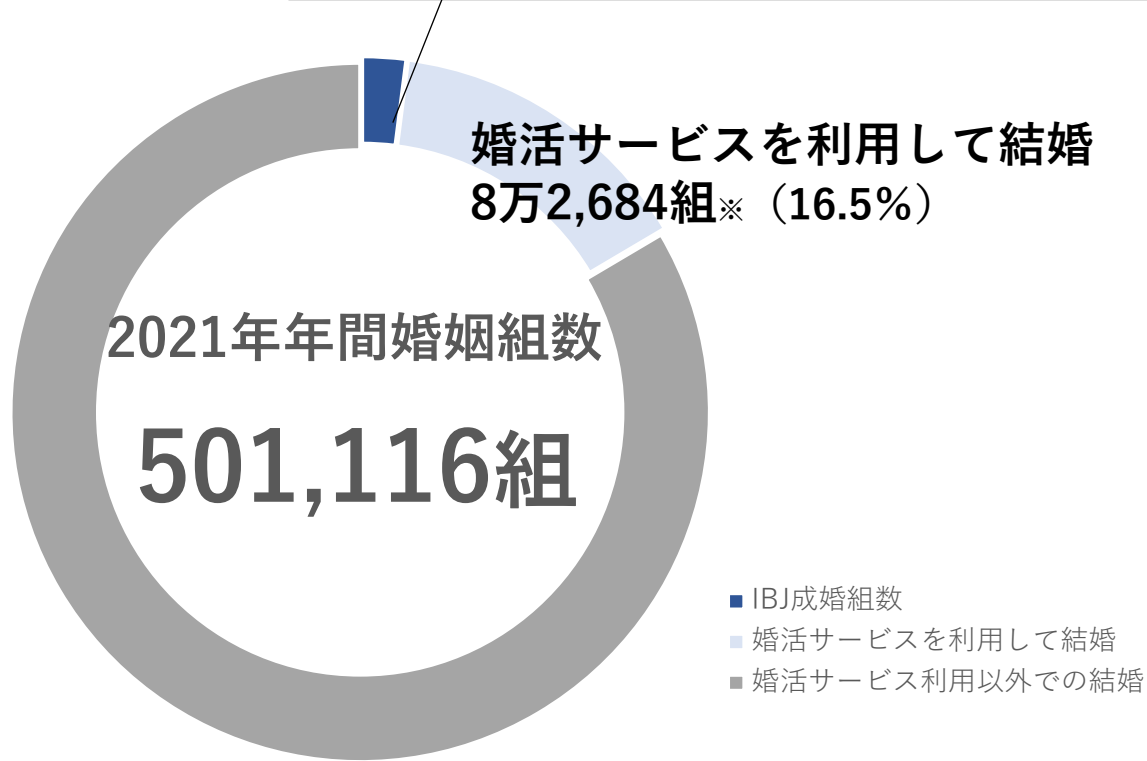 婚活サービスを利用して結婚
8万2,684組※（16.5％）
2021年年間婚姻組数
501,116組
IBJ成婚組数
婚活サービスを利用して結婚
婚活サービス利用以外での結婚